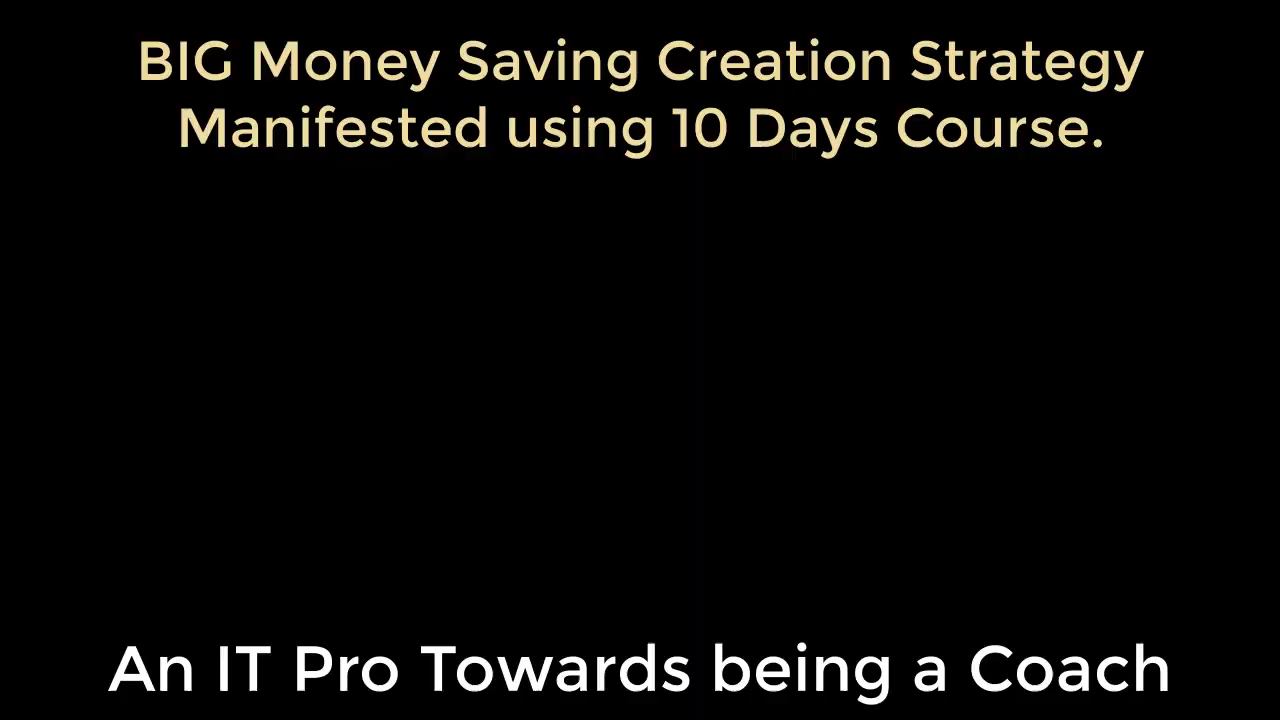 BIG Money Saving Creation Strategy
Manifested using 10 Days Course.
An IT Pro Towards being a Coach